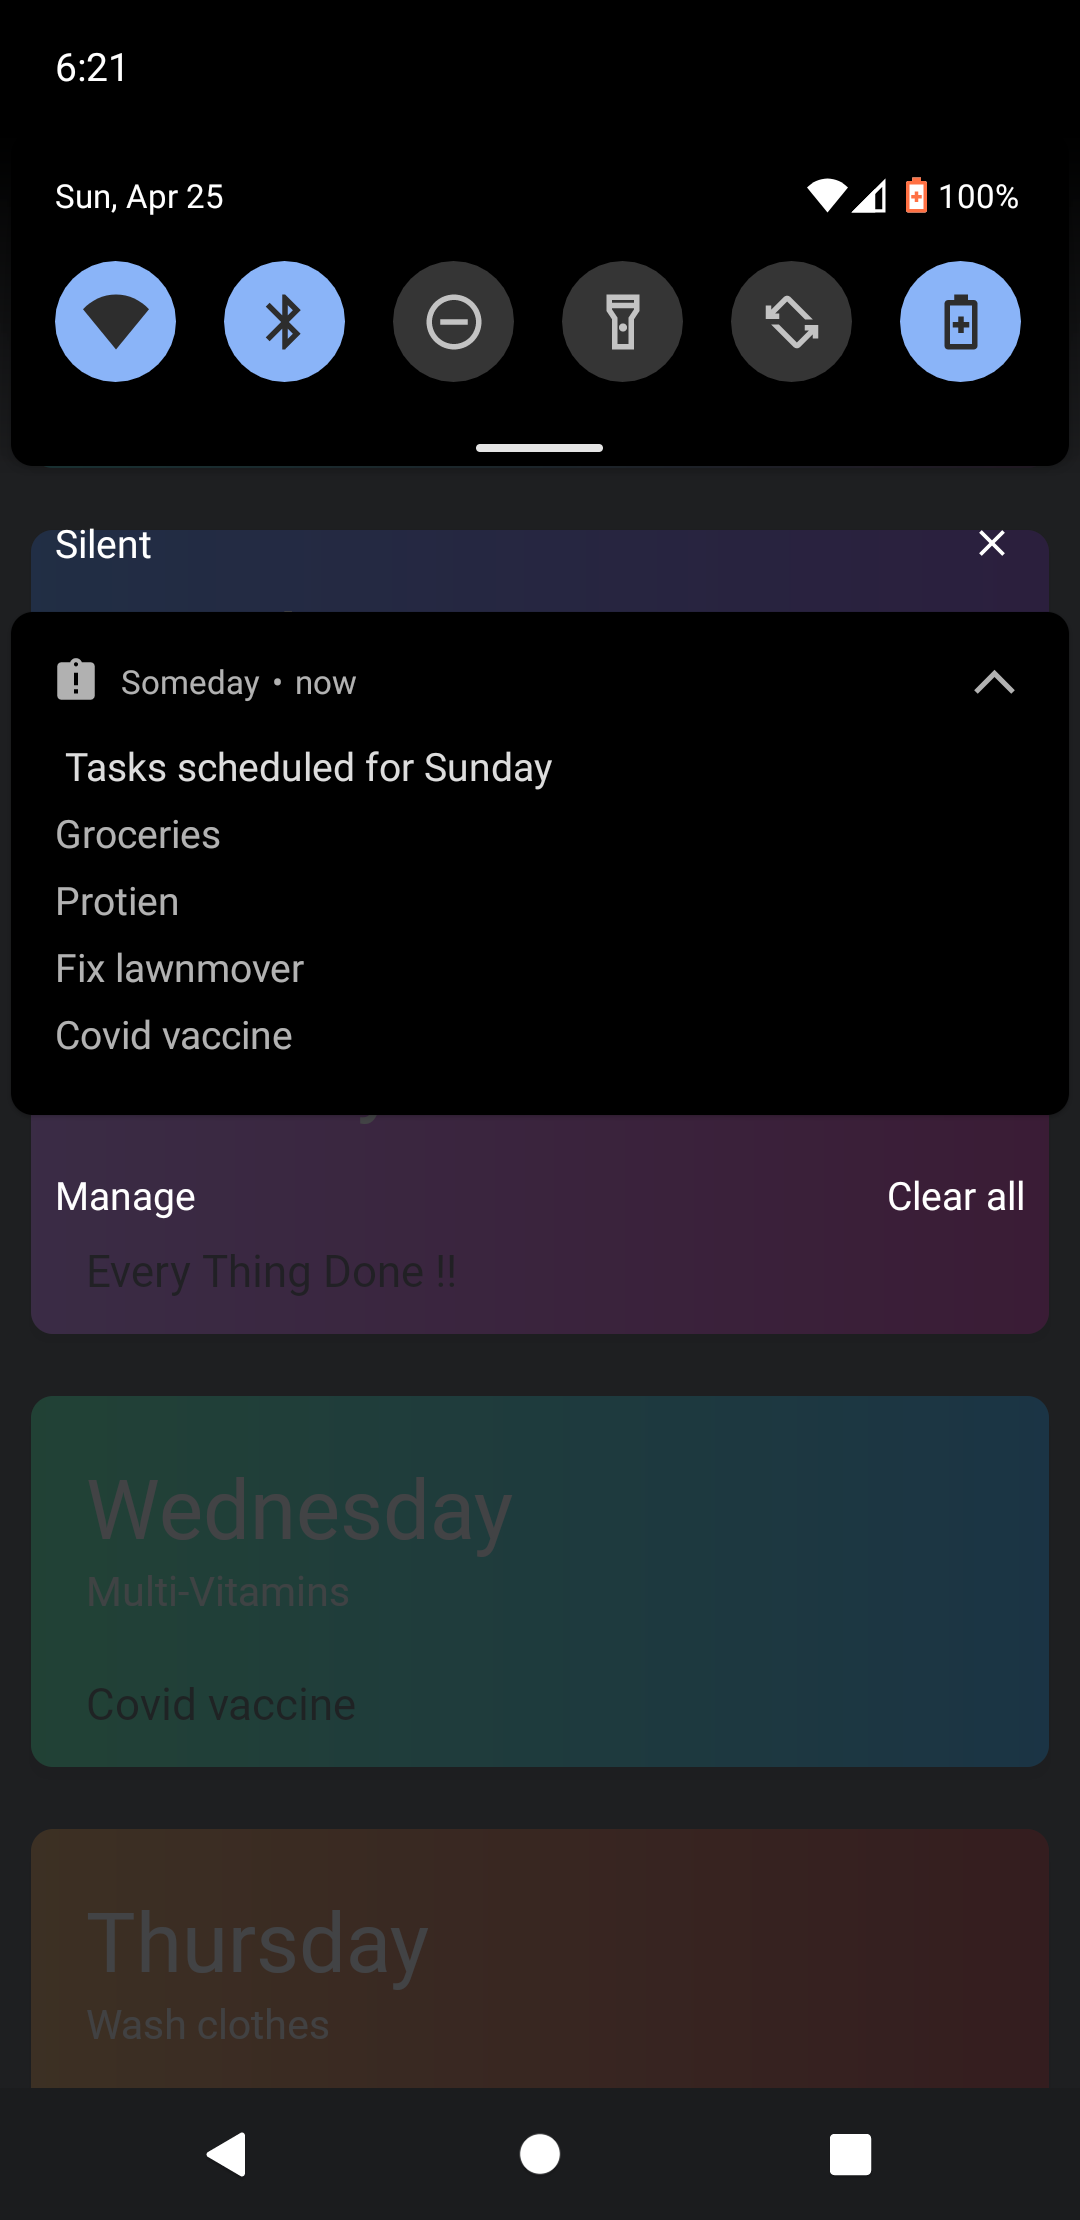 6:21
Sun, Apr 25
100%
Silent
Someday • now
Tasks scheduled for Sunday
Groceries
Protien
Fix lawnmover
Covid vaccine
Manage
Clear all
Every Thing Done !!
Wednesday
Multi-Vitamins
Covid vaccine
Thursday
Wash clothes